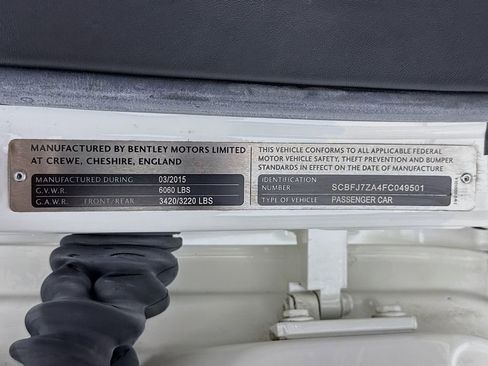 MANUFACTURED BY BENTLEY MOTORS LIMITED
AT CREWE, CHESHIRE, ENGLAND
MANUFACTURED DURING 03/2015
G.V.W.R. 6060 LBS
G.A.W.R. FRONT/REAR 3420/3220 LBS
THIS VEHICLE CONFORMS TO ALL APPLICABLE FEDERAL
MOTOR VEHICLE SAFETY, THEFT PREVENTION AND BUMPER
STANDARDS IN EFFECT ON THE DATE OF MANUFACTURE
IDENTIFICATION
NUMBER SCBFJ7ZA4FC049501
TYPE OF VEHICLE PASSENGER CAR